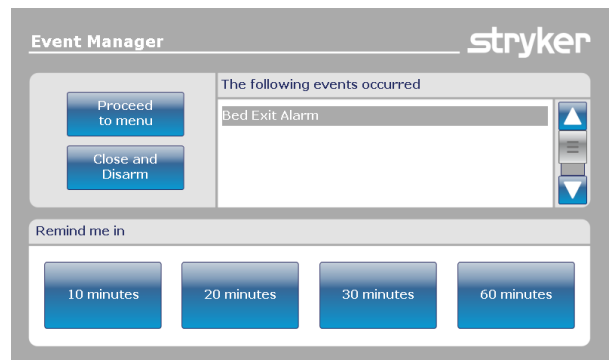 Event Manager
stryker
The following events occurred
Proceed
to menu
Bed Exit Alarm
Close and
Disarm
Remind me in
10 minutes
20 minutes
30 minutes
60 minutes